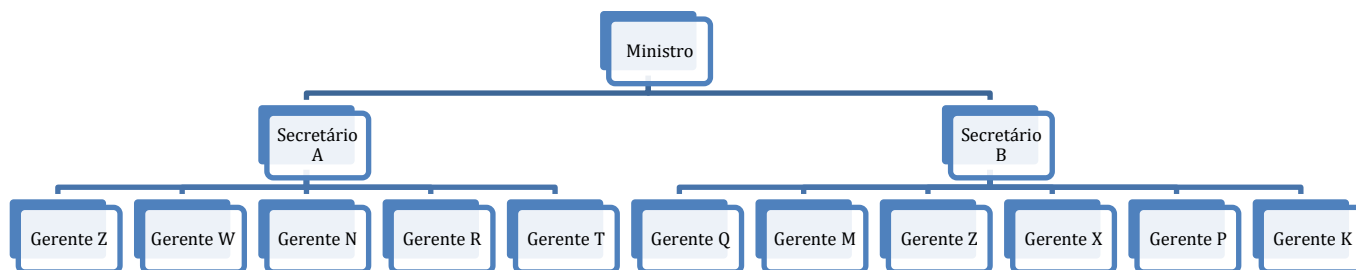 Ministro
Secretário
A
Secretário
B
Gerente Z
Gerente W
Gerente N
Gerente R
Gerente T
Gerente Q
Gerente M
Gerente Z
Gerente X
Gerente P
Gerente K